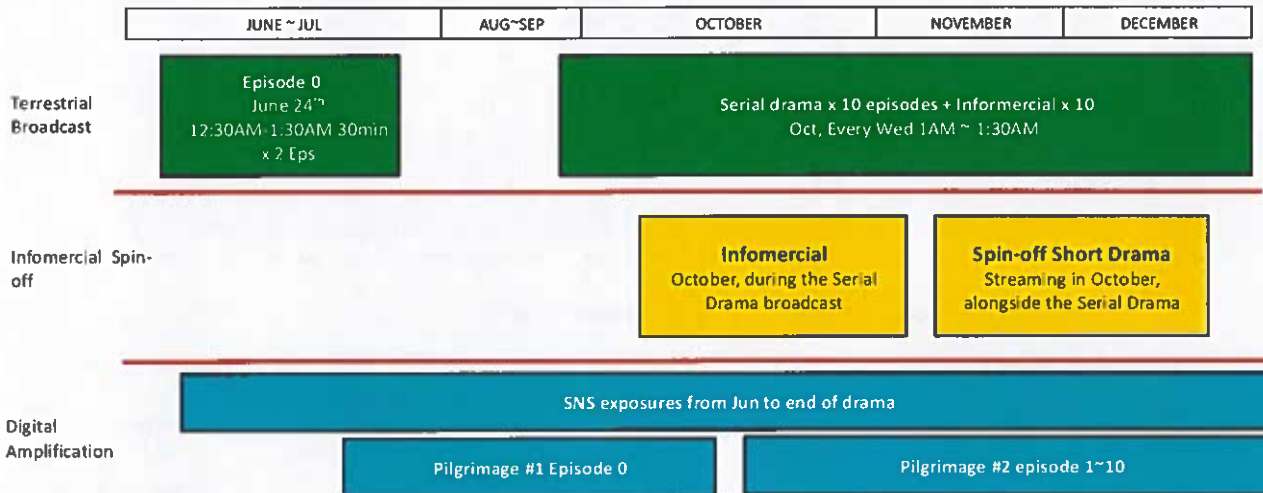 JUNE ~ JUL
AUG~SEP
OCTOBER
NOVEMBER
DECEMBER
Terrestrial
Broadcast
Episode 0
June 24th
12:30AM-1:30AM 30min
x 2 Eps
Serial drama x 10 episodes + Informercial x 10
Oct, Every Wed 1AM ~ 1:30AM
Infomercial Spin-
off
Infomercial
October, during the Serial
Drama broadcast
Spin-off Short Drama
Streaming in October,
alongside the Serial Drama
Digital
Amplification
SNS exposures from Jun to end of drama
Pilgrimage #1 Episode 0
Pilgrimage #2 episode 1~10